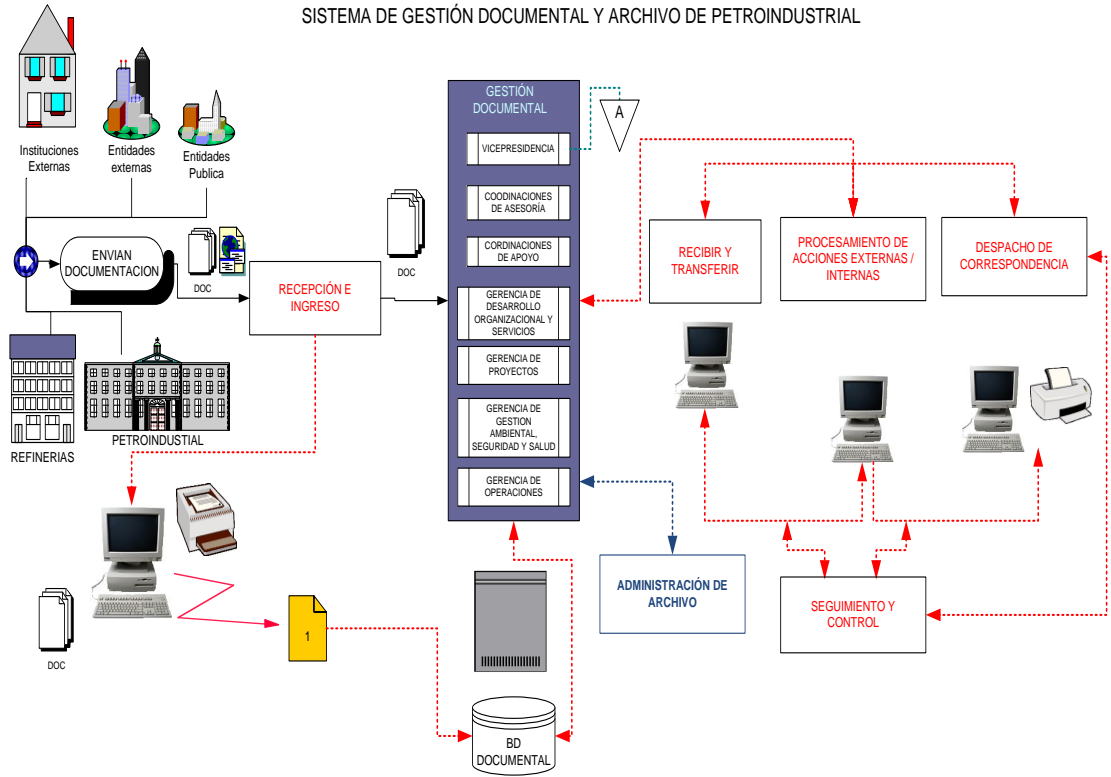 SISTEMA DE GESTIÓN DOCUMENTAL Y ARCHIVO DE PETROINDUSTRIAL
Instituciones
Externas
Entidades
externas
Entidades
Publica
ENVIAN
DOCUMENTACION
DOC
RECEPCIÓN E
INGRESO
DOC
REFINERIAS
PETROINDUSTIAL
GESTIÓN
DOCUMENTAL
VICEPRESIDENCIA
COODINACIONES
DE ASESORÍA
CORDINACIONES
DE APOYO
GERENCIA DE
DESARROLLO
ORGANIZACIONAL Y
SERVICIOS
GERENCIA DE
PROYECTOS
GERENCIA DE
GESTION
AMBIENTAL,
SEGURIDAD Y SALUD
GERENCIA DE
OPERACIONES
A
RECIBIR Y
TRANSFERIR
PROCESAMIENTO DE
ACCIONES EXTERNAS /
INTERNAS
DESPACHO DE
CORRESPONDENCIA
ADMINISTRACIÓN DE
ARCHIVO
SEGUIMIENTO Y
CONTROL
DOC
1
BD
DOCUMENTAL